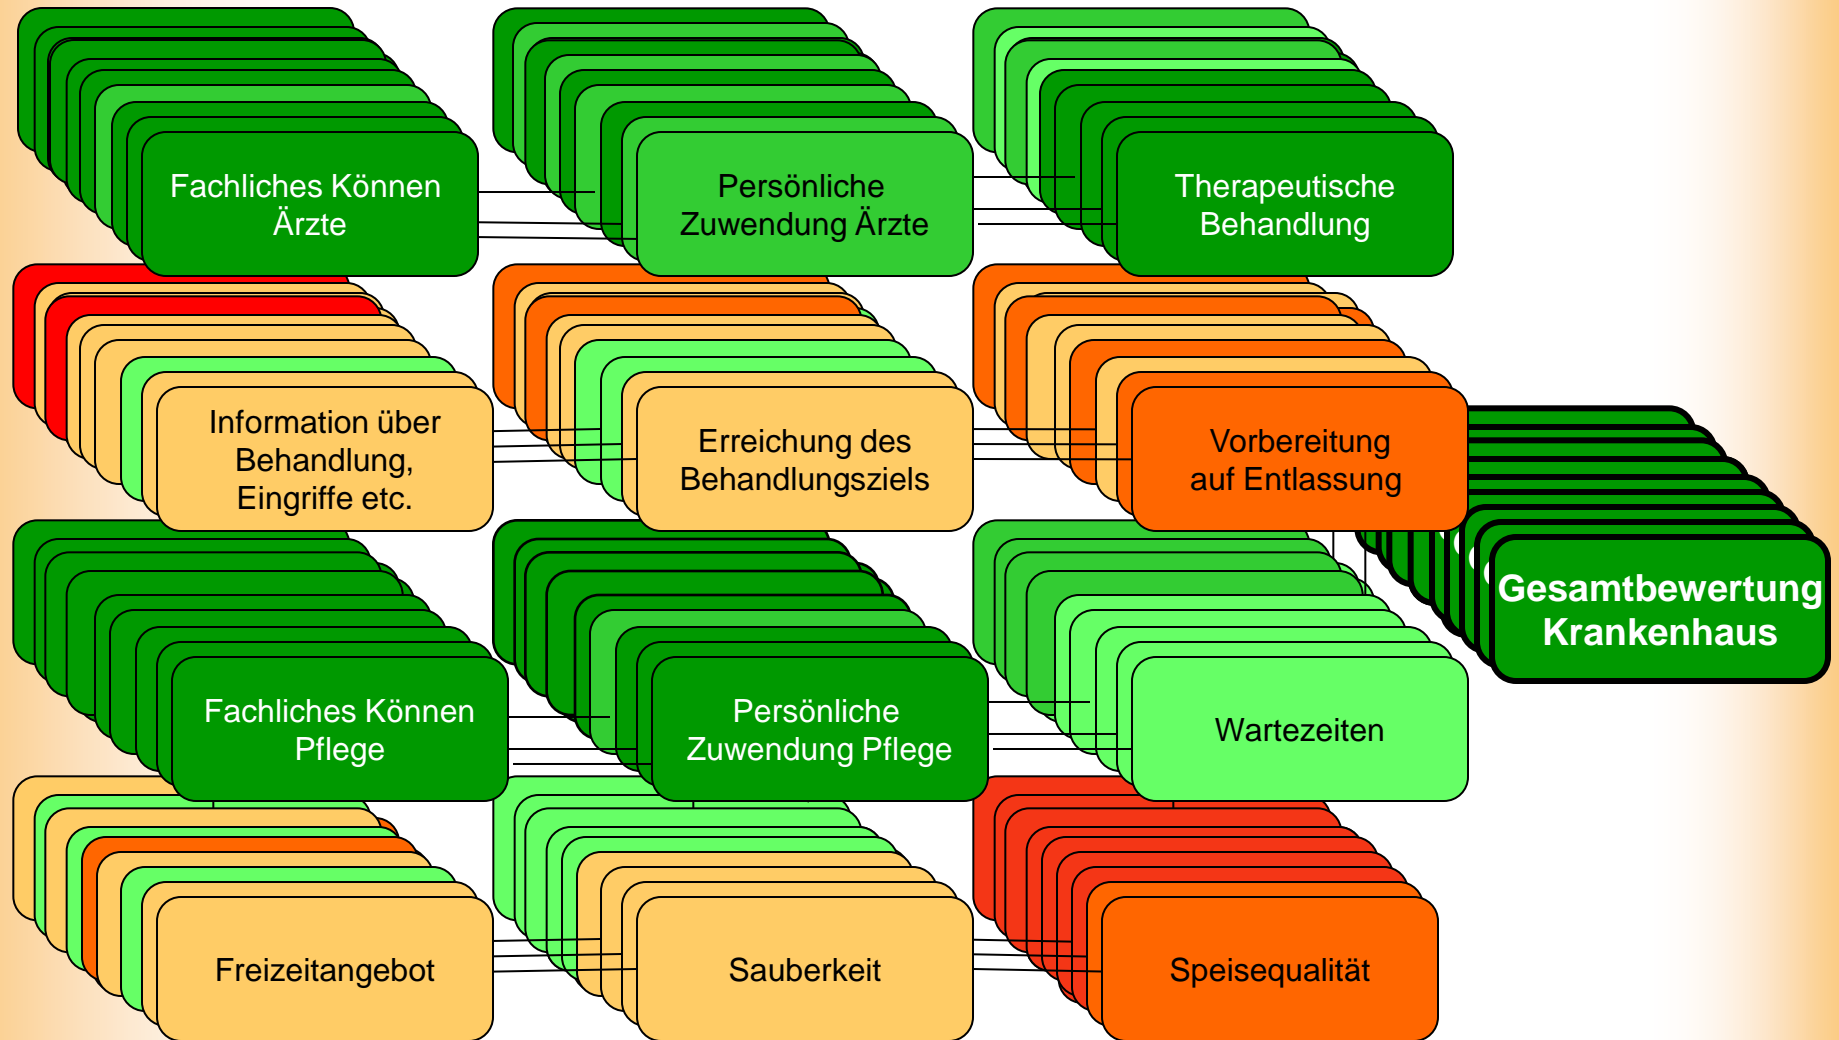 Fachliches Können
Ärzte
Persönliche
Zuwendung Ärzte
Therapeutische
Behandlung
Information über
Behandlung,
Eingriffe etc.
Erreichung des
Behandlungsziels
Vorbereitung
auf Entlassung
Gesamtbewertung
Krankenhaus
Fachliches Können
Pflege
Persönliche
Zuwendung Pflege
Wartezeiten
Freizeitangebot
Sauberkeit
Speisequalität